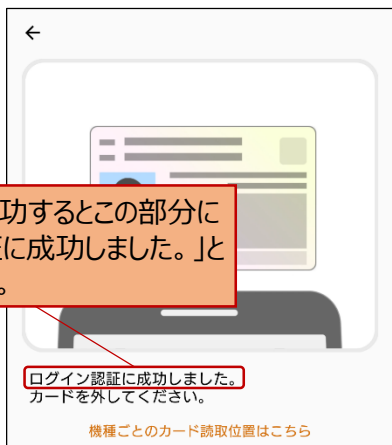 ←
功するとこの部分に
に成功しました。」と
。
ログイン認証に成功しました。
カードを外してください。
機種ごとのカード読取位置はこちら